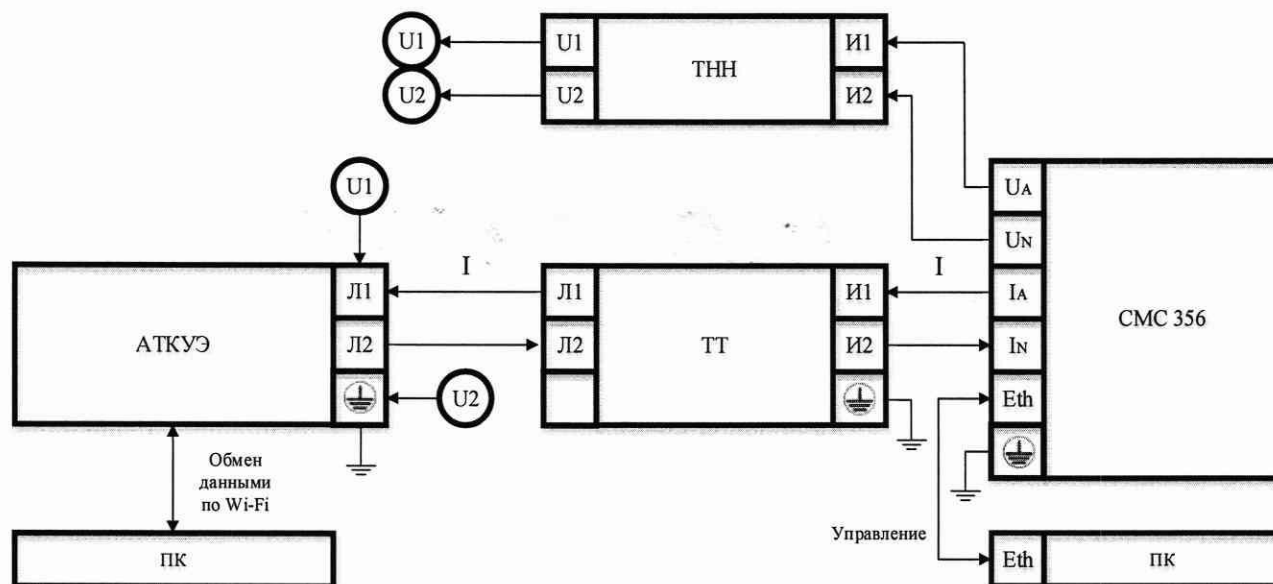 U1
U1
ТНН
И1
U2
U2
И2
U1
UA
UN
I
I
АТКУЭ
Л1
Л1
ТТ
И1
IA
СМС 356
Л2
Л2
И2
IN
U2
Eth
Обмен
данными
по Wi-Fi
Управление
ПК
Eth
ПК